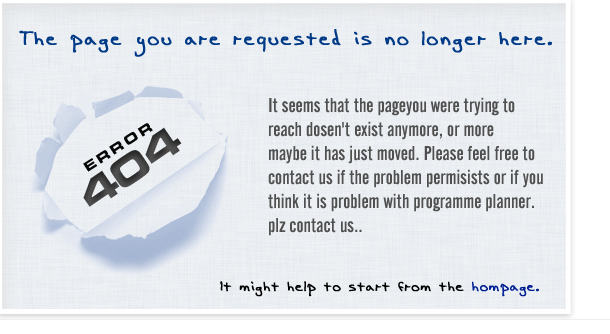 The page you are requested is no longer here.
ERROR
404
It seems that the pageyou were trying to
reach dosen't exist anymore, or more
maybe it has just moved. Please feel free to
contact us if the problem permisists or if you
think it is problem with programme planner.
plz contact us..
It might help to start from the hompage.